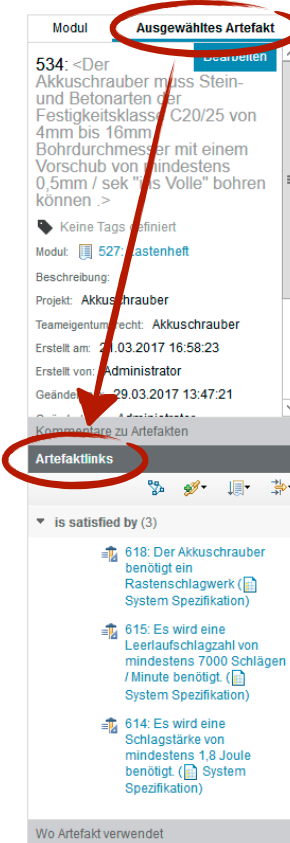 Modul
Ausgewähltes Artefakt
Bearbeiten
534: <Der
Akkuschrauber muss Stein-
und Betonarten der
Festigkeitsklasse C20/25 von
4mm bis 16mm
Bohrdurchmesser mit einem
Vorschub von mindestens
0,5mm / sek "ins Volle" bohren
können .>
Keine Tags definiert
Modul: 527: Lastenheft
Beschreibung:
Projekt: Akkuschrauber
Teameigentumsrecht: Akkuschrauber
Erstellt am: 21.03.2017 16:58:23
Erstellt von: Administrator
Geändert 29.03.2017 13:47:21
Administrator
Kommentare zu Artefakten
Artefaktlinks
is satisfied by (3)
618: Der Akkuschrauber
benötigt ein
Rastenschlagwerk (
System Spezifikation)
615: Es wird eine
Leerlaufschlagzahl von
mindestens 7000 Schlägen
/ Minute benötigt. (
System Spezifikation)
614: Es wird eine
Schlagstärke von
mindestens 1,8 Joule
benötigt. ( System
Spezifikation)
Wo Artefakt verwendet